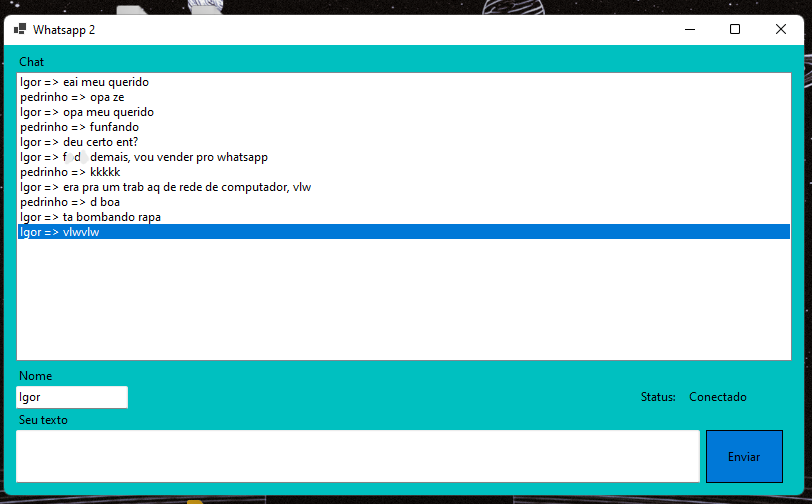 Whatsapp 2
Chat
Igor => eai meu querido
pedrinho => opa ze
Igor => opa meu querido
pedrinho => funfando
Igor => deu certo ent?
Igor => demais, vou vender pro whatsapp
pedrinho => kkkkk
Igor => era pra um trab aq de rede de computador, vlw
pedrinho => d boa
Igor => ta bombando rapa
Igor => vlwvlw
Nome
Igor
Status: Conectado
Seu texto
Enviar